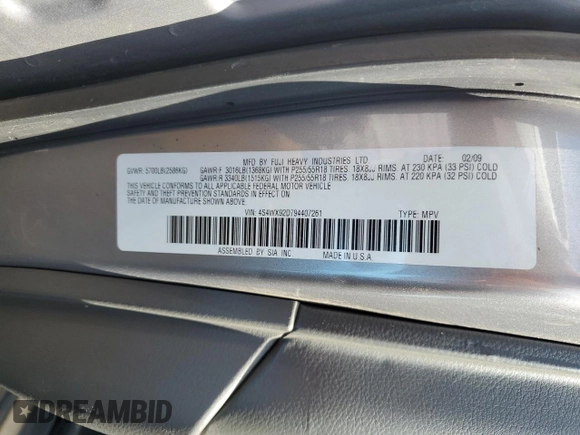 MFD BY FUJI HEAVY INDUSTRIES LTD. DATE: 02/09
GVWR: 5700LB(2586KG) GAWR:F 3016LB(1368KG) WITH P255/55R18 TIRES, 18X8JJ RIMS, AT 230 KPA (33 PSI) COLD
GAWR:R 3340LB(1515KG) WITH P255/55R18 TIRES, 18X8JJ RIMS, AT 220 KPA (32 PSI) COLD
THIS VEHICLE CONFORMS TO ALL APPLICABLE FEDERAL MOTOR VEHICLE
SAFETY AND THEFT PREVENTION STANDARDS IN EFFECT ON THE DATE OF
MANUFACTURE SHOWN ABOVE.
VIN: 4S4WX92D794407261 TYPE: MPV
ASSEMBLED BY SIA INC. MADE IN U.S.A.
DREAMBID